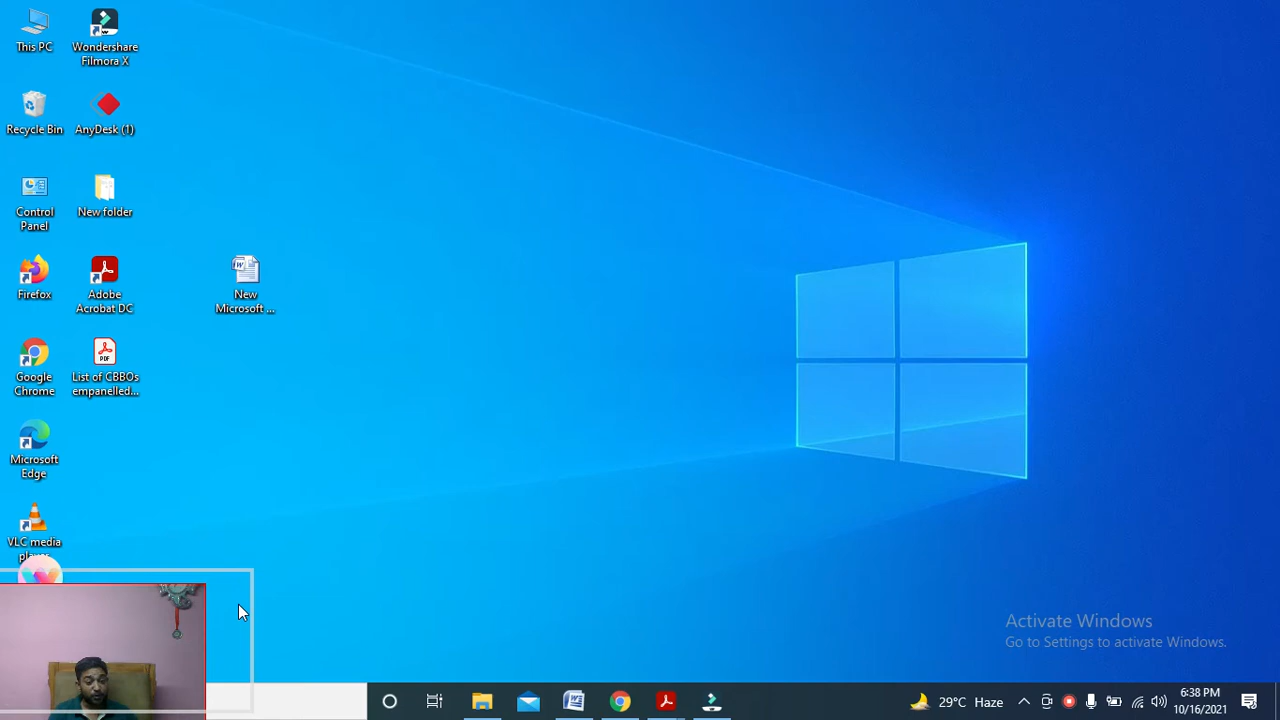 This PC
Wondershare
Filmora X
Recycle Bin
AnyDesk (1)
Control
Panel
New folder
Firefox
Adobe
Acrobat DC
New
Microsoft ...
Google
Chrome
PDF
List of CBBOs
empanelled...
Microsoft
Edge
VLC media
player
Activate Windows
Go to Settings to activate Windows.
29°C Haze
6:38 PM
10/16/2021